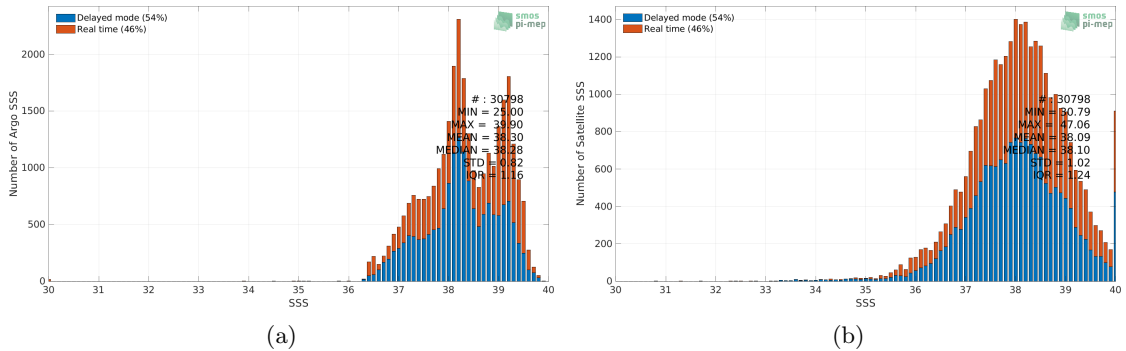 Delayed mode (54%)
Real time (46%)
smos
pi-mep
Number of Argo SSS
2000
1500
1000
500
0
# : 30798
MIN = 25.00
MAX = 39.90
MEAN = 38.30
MEDIAN = 38.28
STD = 0.82
IQR = 1.16
30 31 32 33 34 35 36 37 38 39 40
SSS
(a)
Delayed mode (54%)
Real time (46%)
smos
pi-mep
Number of Satellite SSS
1400
1200
1000
800
600
400
200
0
# : 30798
MIN = 30.79
MAX = 47.06
MEAN = 38.09
MEDIAN = 38.10
STD = 1.02
IQR = 1.24
30 31 32 33 34 35 36 37 38 39 40
SSS
(b)